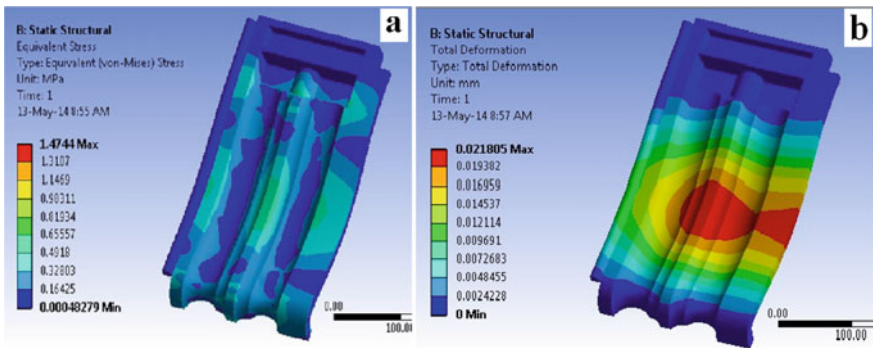 a
B: Static Structural
Equivalent Stress
Type: Equivalent (von-Mises) Stress
Unit: MPa
Time: 1
13-May-14 8:55 AM
1.4744 Max
1.3107
1.1469
0.98311
0.81934
0.65557
0.4918
0.32803
0.16425
0.00048279 Min
0.00
100.00
b
B: Static Structural
Total Deformation
Type: Total Deformation
Unit: mm
Time: 1
13-May-14 8:57 AM
0.021805 Max
0.019382
0.016959
0.014537
0.012114
0.009691
0.0072683
0.0048455
0.0024228
0 Min
0.00
100.00